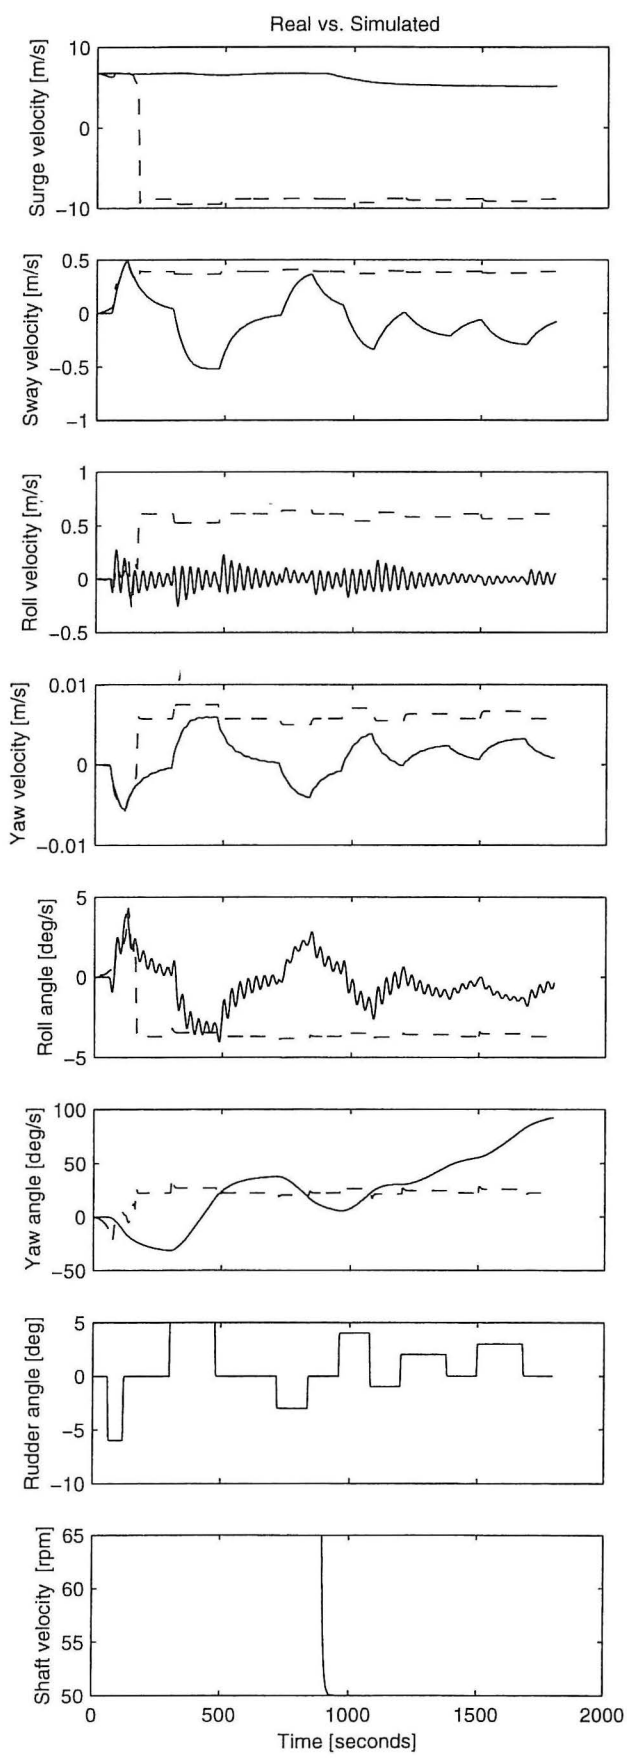 Real vs. Simulated
10
0
−10
Surge velocity [m/s]
0.5
0
−0.5
−1
Sway velocity [m/s]
1
0.5
0
−0.5
Roll velocity [m/s]
0.01
0
−0.01
Yaw velocity [m/s]
5
0
−5
Roll angle [deg/s]
100
50
0
−50
Yaw angle [deg/s]
5
0
−5
−10
Rudder angle [deg]
65
60
55
50
Shaft velocity [rpm]
0 500 1000 1500 2000
Time [seconds]